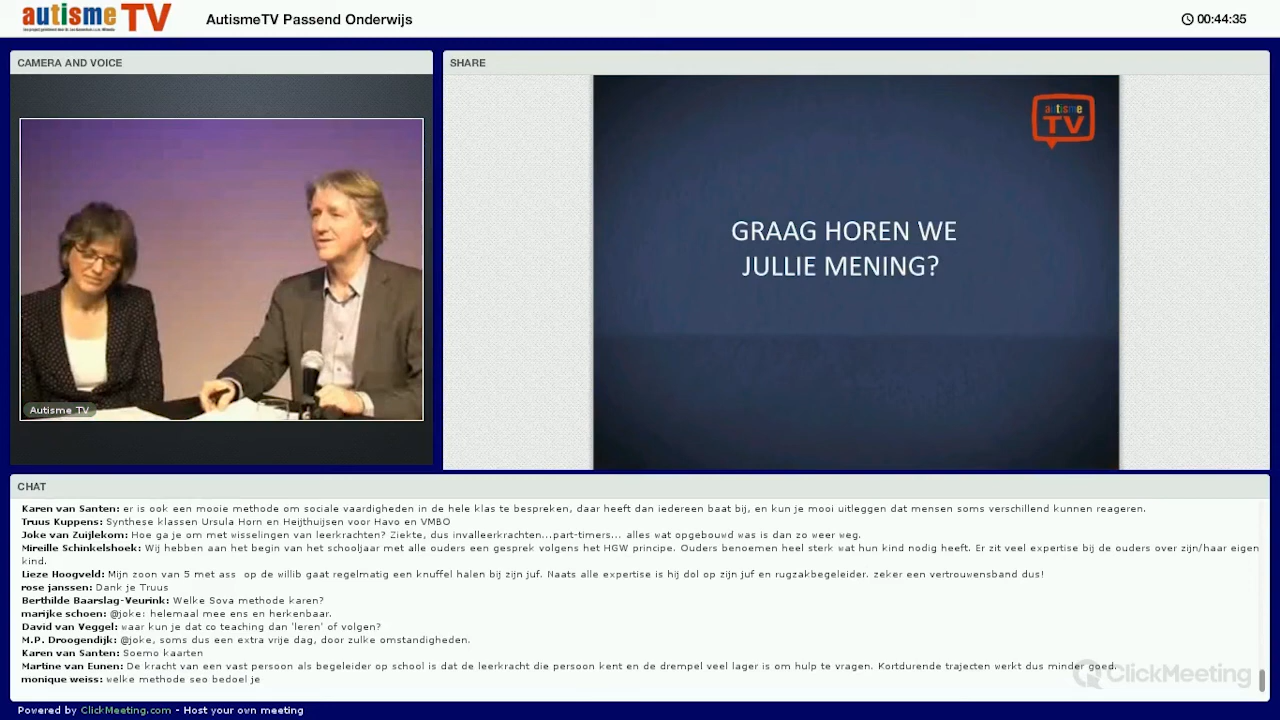 autisme TV
AutismeTV Passend Onderwijs
00:44:35
CAMERA AND VOICE
SHARE
autisme
TV
GRAAG HOREN WE
JULLIE MENING?
Autisme TV
CHAT
Karen van Santen: er is ook een mooie methode om sociale vaardigheden in de hele klas te bespreken, daar heeft dan iedereen baat bij, en kun je mooi uitleggen dat mensen soms verschillend kunnen reageren.
Truus Kuppens: Synthese klassen Ursula Horn en Heijthuijsen voor Havo en VMBO
Joke van Zuijlekom: Hoe ga je om met wisselingen van leerkrachten? Ziekte, dus invalleerkrachten...part-timers... alles wat opgebouwd was is dan zo weer weg.
Mireille Schinkelshoek: Wij hebben aan het begin van het schooljaar met alle ouders een gesprek volgens het HGW principe. Ouders benoemen heel sterk wat hun kind nodig heeft. Er zit veel expertise bij de ouders over zijn/haar eigen
kind.
Lieze Hoogveld: Mijn zoon van 5 met ass op de willib gaat regelmatig een knuffel halen bij zijn juf. Naats alle expertise is hij dol op zijn juf en rugzakbegeleider. zeker een vertrouwensband dus!
rose janssen: Dank je Truus
Berthilde Baarslag-Veurink: Welke Sova methode karen?
marijke schoen: @joke: helemaal mee ens en herkenbaar.
David van Veggel: waar kun je dat co teaching dan 'leren' of volgen?
M.P. Droogendijk: @joke, soms dus een extra vrije dag, door zulke omstandigheden.
Karen van Santen: Soemo kaarten
Martine van Eunen: De kracht van een vast persoon als begeleider op school is dat de leerkracht die persoon kent en de drempel veel lager is om hulp te vragen. Kortdurende trajecten werkt dus minder goed.
monique weiss: welke methode seo bedoel je
ClickMeeting
Powered by ClickMeeting.com - Host your own meeting